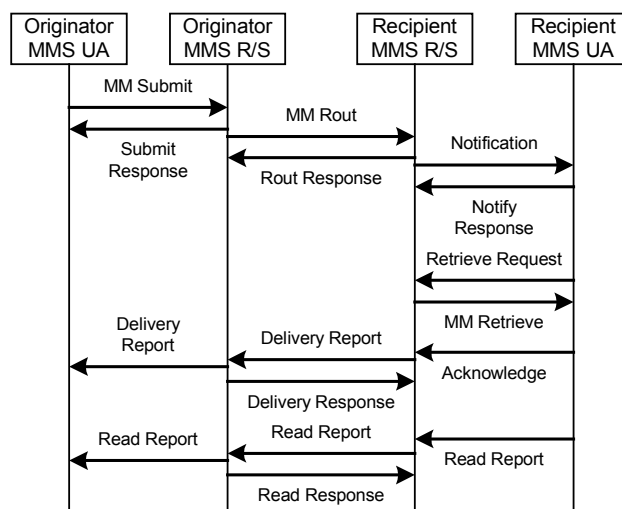 Originator
MMS UA
Originator
MMS R/S
Recipient
MMS R/S
Recipient
MMS UA
MM Submit
MM Rout
Submit
Response
Notification
Rout Response
Notify
Response
Retrieve Request
MM Retrieve
Delivery
Report
Delivery Report
Acknowledge
Delivery Response
Read Report
Read Report
Read Report
Read Response